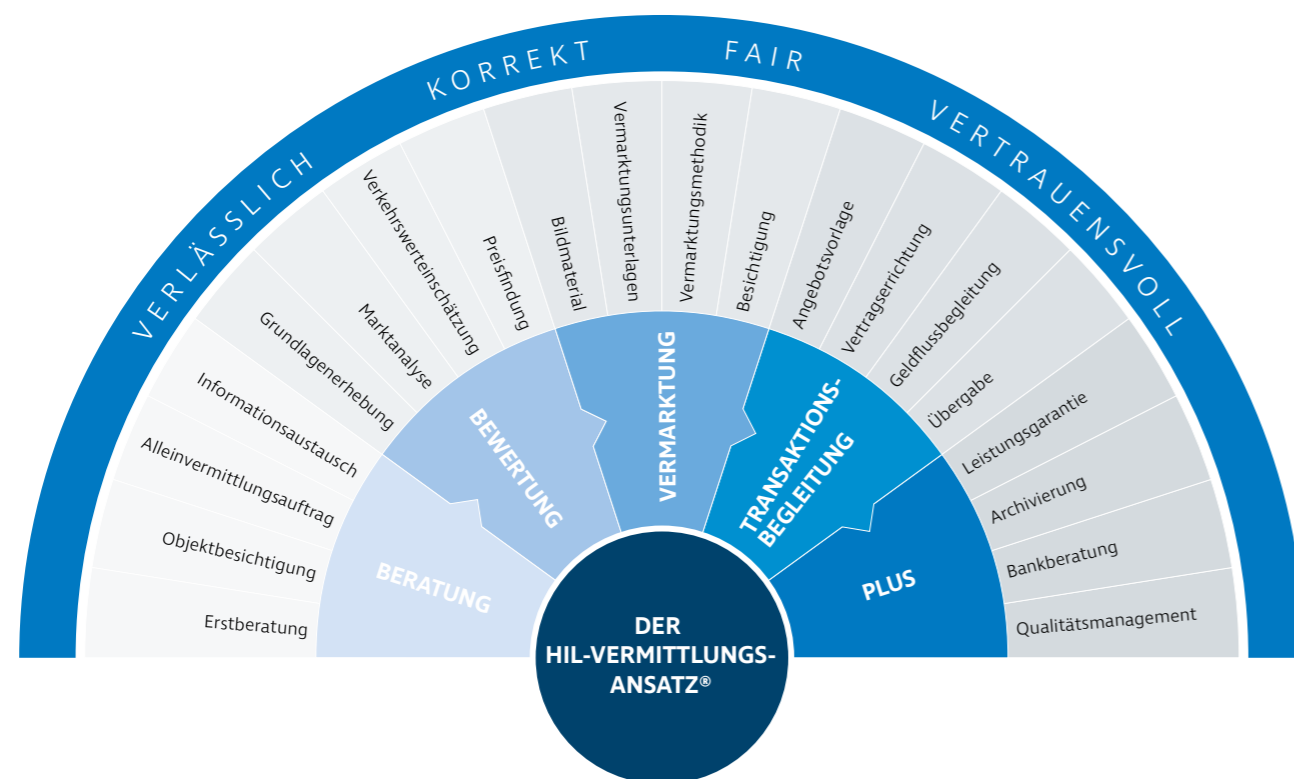 VERLÄSSLICH
KORREKT
FAIR
VERTRAUENSVOLL
Erstberatung
Objektbesichtigung
Alleinvermittlungsauftrag
Informationsaustausch
Grundlagenerhebung
Marktanalyse
Verkehrswerteinschätzung
Preisfindung
Bildmaterial
Vermarktungsunterlagen
Vermarktungsmethodik
Besichtigung
Angebotsvorlage
Vertragserrichtung
Geldflussbegleitung
Übergabe
Leistungsgarantie
Archivierung
Bankberatung
Qualitätsmanagement
BERATUNG
BEWERTUNG
VERMARKTUNG
TRANSAKTIONS-
BEGLEITUNG
PLUS
DER
HIL-VERMITTLUNGS-
ANSATZ®